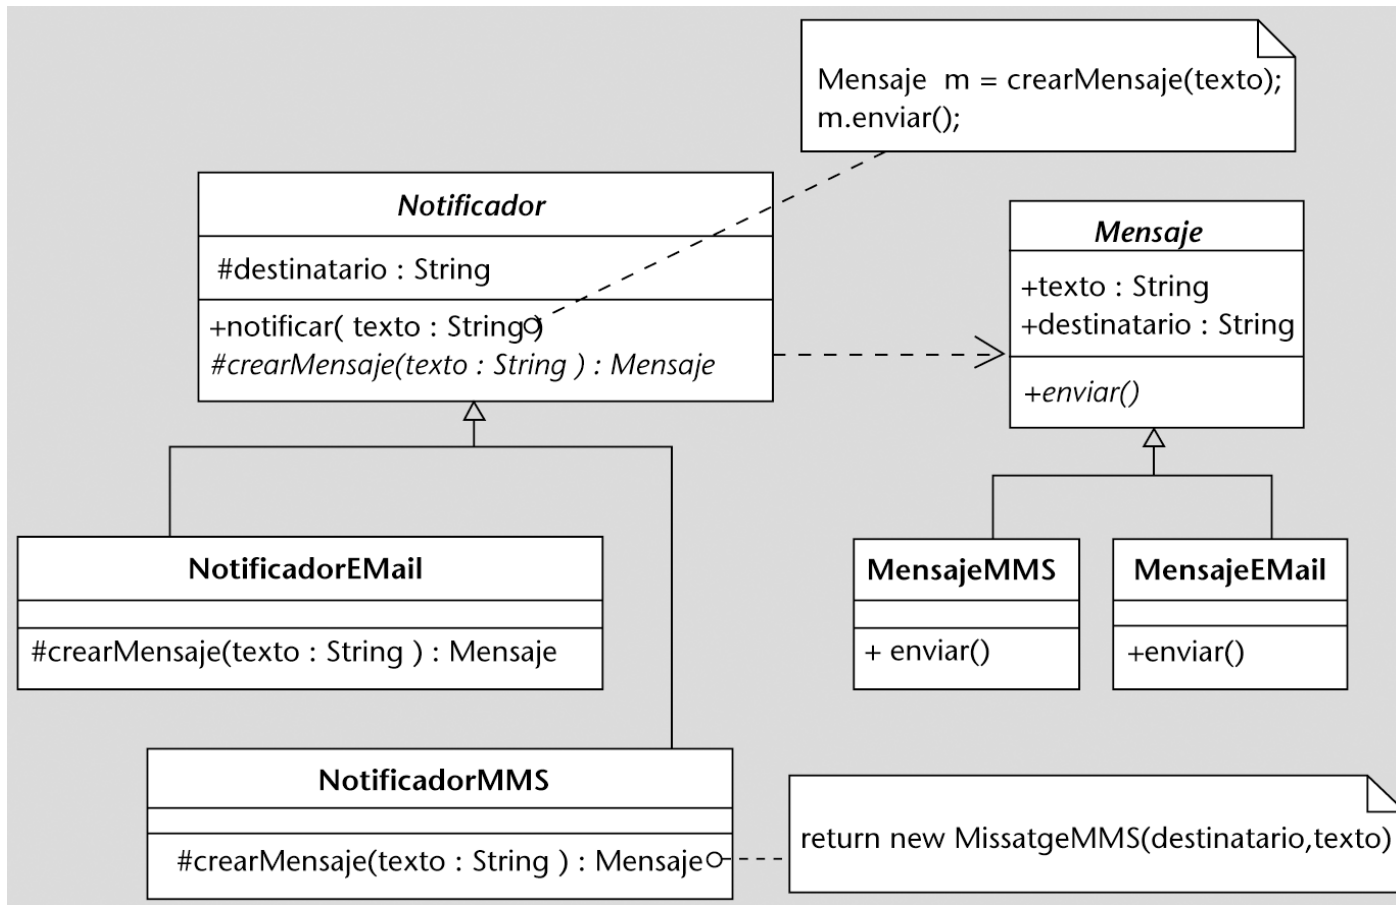 Mensaje m = crearMensaje(texto);
m.enviar();
Notificador
#destinatario : String
+notificar( texto : String )
#crearMensaje(texto : String ) : Mensaje
Mensaje
+texto : String
+destinatario : String
+enviar()
NotificadorEMail
#crearMensaje(texto : String ) : Mensaje
MensajeMMS
+ enviar()
MensajeEMail
+enviar()
NotificadorMMS
#crearMensaje(texto : String ) : Mensaje
return new MissatgeMMS(destinatario,texto)